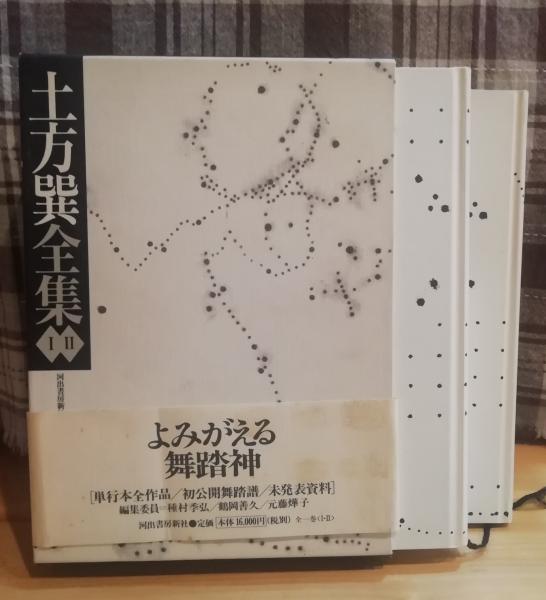 土方巽全集
I II
河出書房新
よみがえる
舞踏神
[単行本全作品/初公開舞踏譜/未発表資料]
編集委員=種村季弘/鶴岡善久/元藤燁子
河出書房新社●定価 本体16,000円(税別) 全一巻〈I・II〉